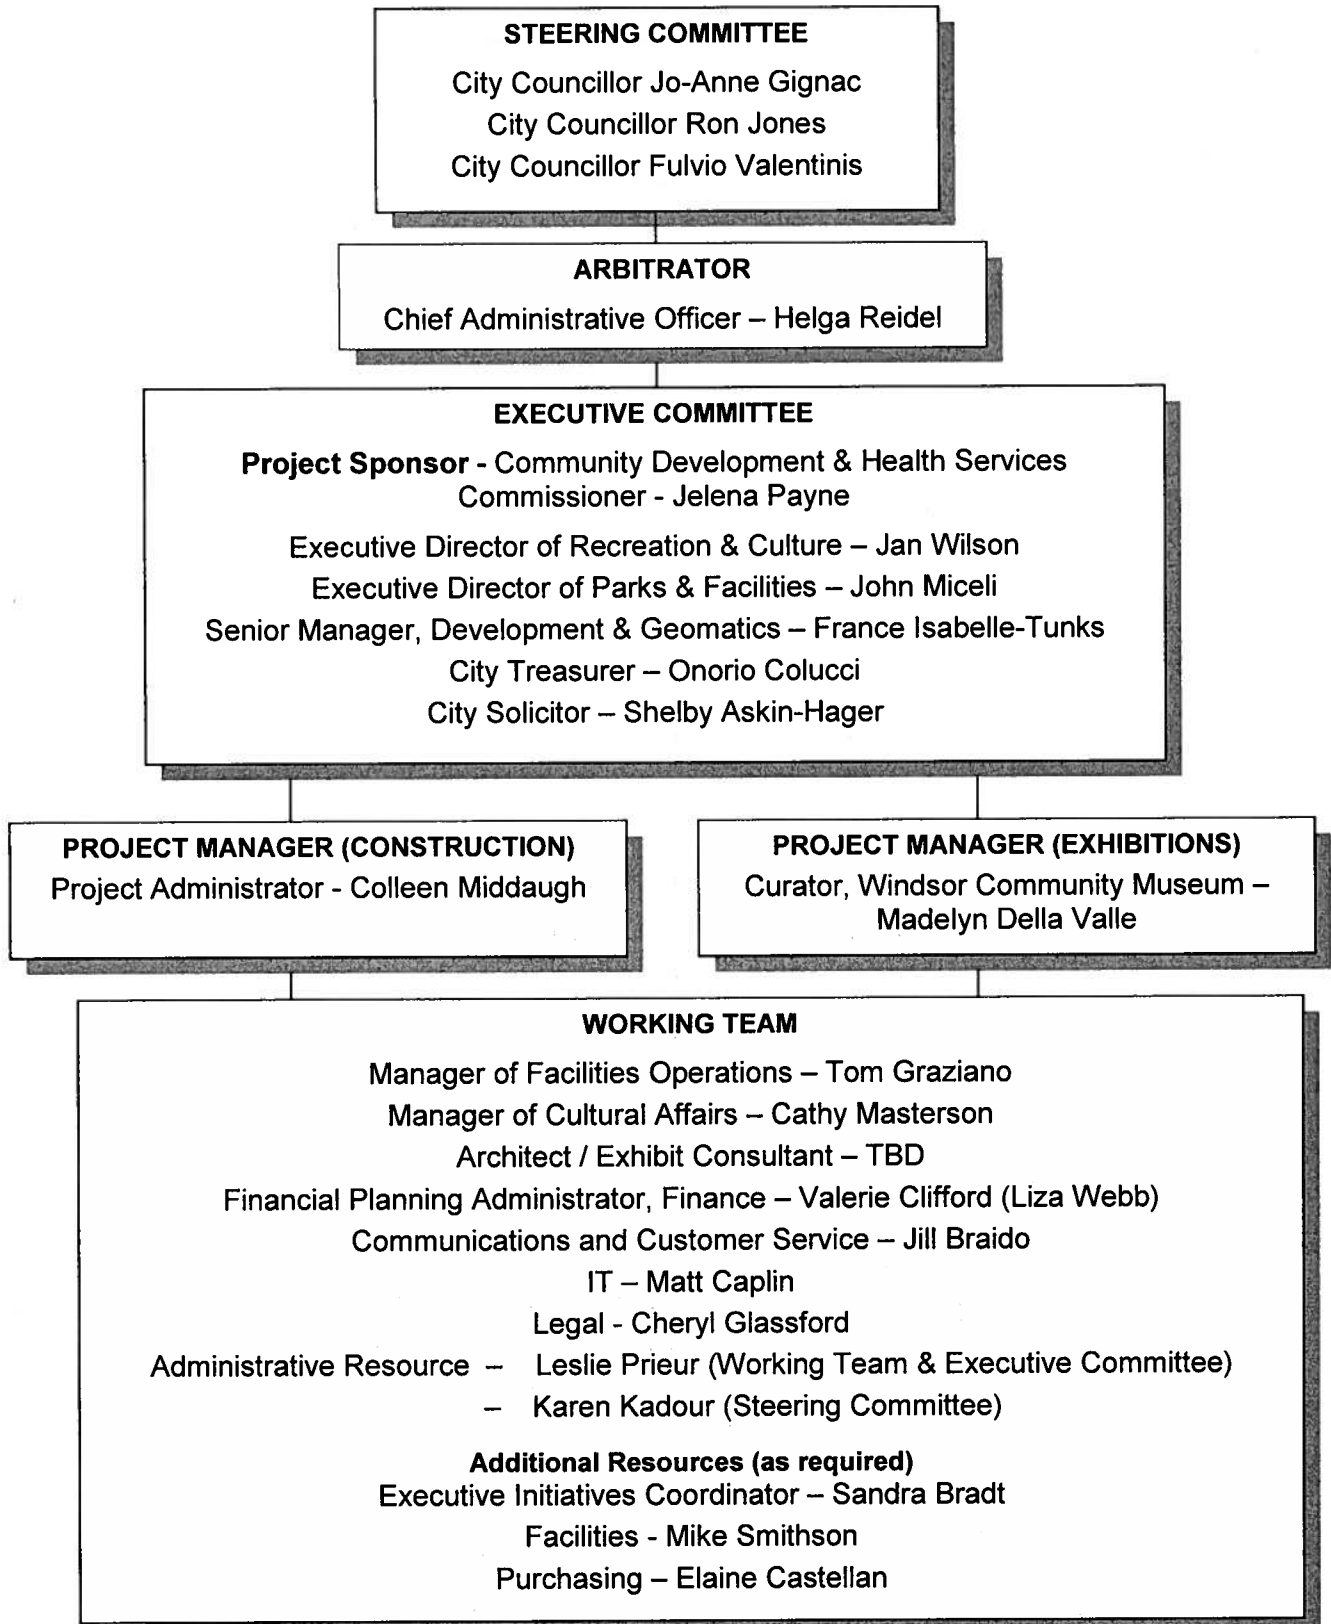 STEERING COMMITTEE
City Councillor Jo-Anne Gignac
City Councillor Ron Jones
City Councillor Fulvio Valentinis
ARBITRATOR
Chief Administrative Officer – Helga Reidel
EXECUTIVE COMMITTEE
Project Sponsor - Community Development & Health Services
Commissioner - Jelena Payne
Executive Director of Recreation & Culture – Jan Wilson
Executive Director of Parks & Facilities – John Miceli
Senior Manager, Development & Geomatics – France Isabelle-Tunks
City Treasurer – Onorio Colucci
City Solicitor – Shelby Askin-Hager
PROJECT MANAGER (CONSTRUCTION)
Project Administrator - Colleen Middaugh
PROJECT MANAGER (EXHIBITIONS)
Curator, Windsor Community Museum –
Madelyn Della Valle
WORKING TEAM
Manager of Facilities Operations – Tom Graziano
Manager of Cultural Affairs – Cathy Masterson
Architect / Exhibit Consultant – TBD
Financial Planning Administrator, Finance – Valerie Clifford (Liza Webb)
Communications and Customer Service – Jill Braido
IT – Matt Caplin
Legal - Cheryl Glassford
Administrative Resource – Leslie Prieur (Working Team & Executive Committee)
– Karen Kadour (Steering Committee)
Additional Resources (as required)
Executive Initiatives Coordinator – Sandra Bradt
Facilities - Mike Smithson
Purchasing – Elaine Castellan